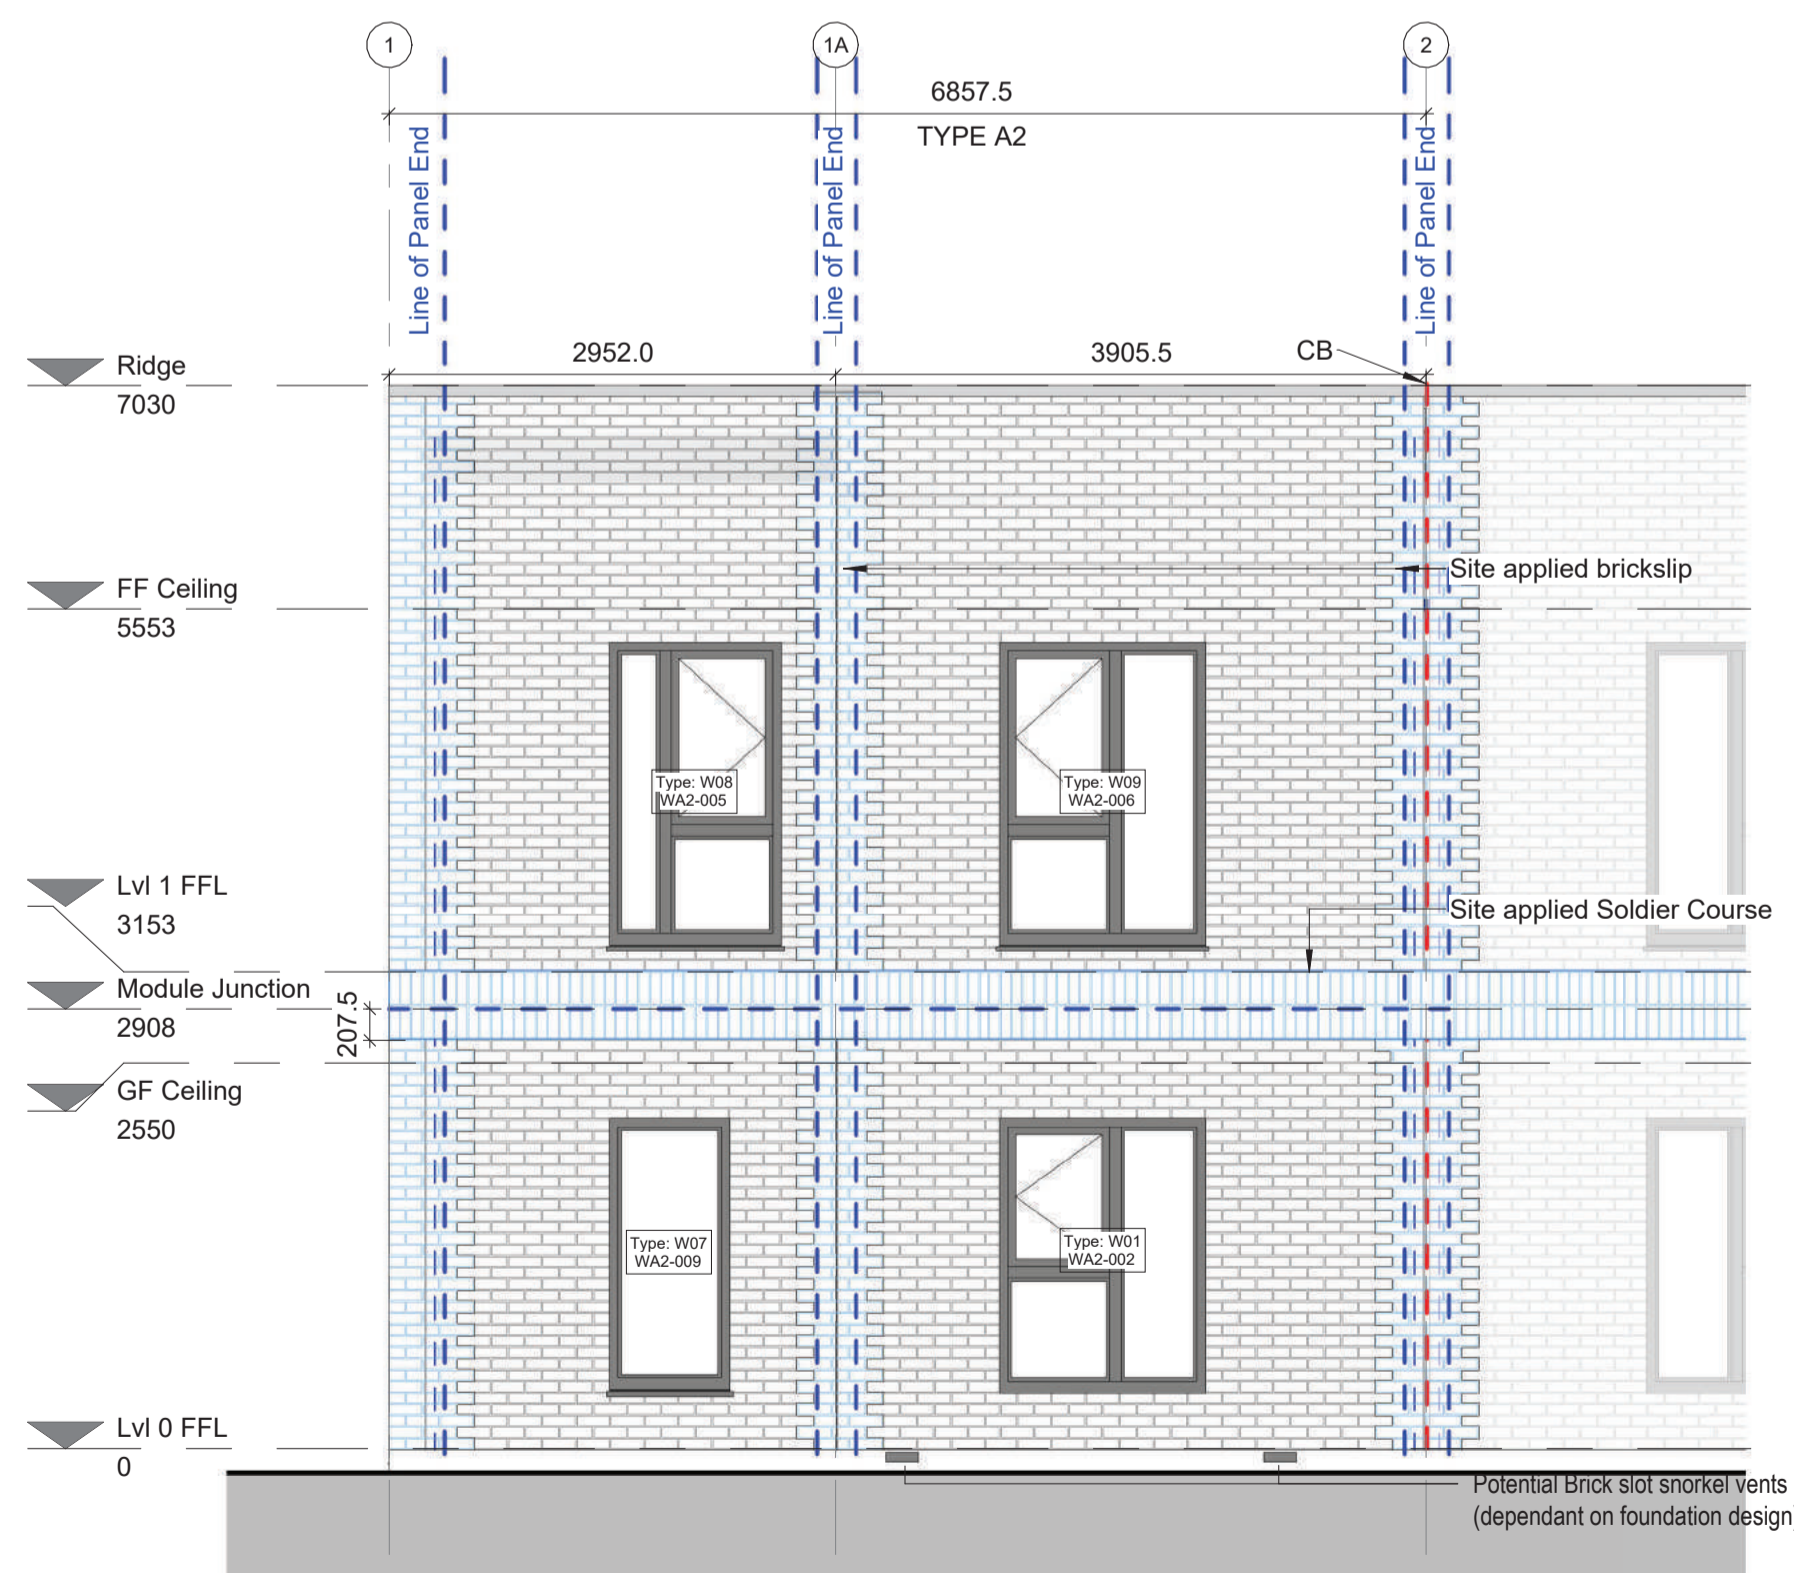 1
1A
2
6857.5
TYPE A2
Line of Panel End
Line of Panel End
Line of Panel End
2952.0
3905.5
CB
Ridge
7030
Site applied brickslip
FF Ceiling
5553
Type: W08
WA2-005
Type: W09
WA2-006
Lvl 1 FFL
3153
Site applied Soldier Course
Module Junction
2908
207.5
GF Ceiling
2550
Type: W07
WA2-009
Type: W01
WA2-002
Lvl 0 FFL
0
Potential Brick slot snorkel vents
(dependant on foundation design)